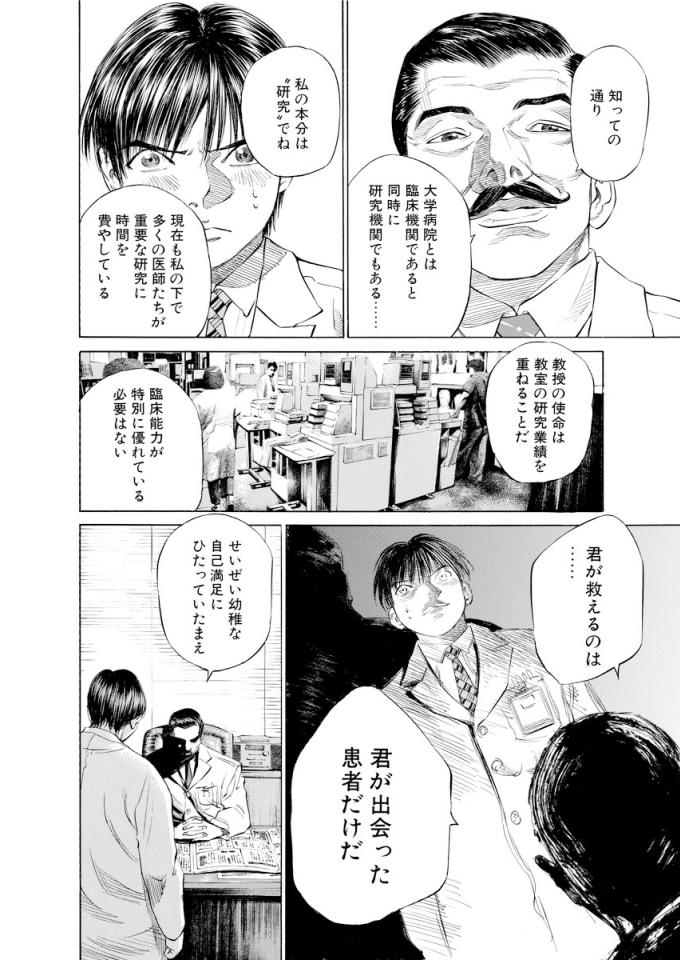 知っての
通り
大学病院とは
臨床機関であると
同時に
研究機関でもある……
私の本分は
〝研究〟でね
現在も私の下で
多くの医師たちが
重要な研究に
時間を
費やしている
教授の使命は
教室の研究業績を
重ねることだ
臨床能力が
特別に優れている
必要はない
君が救えるのは
……
君が出会った
患者だけだ
せいぜい幼稚な
自己満足に
ひたっていたまえ